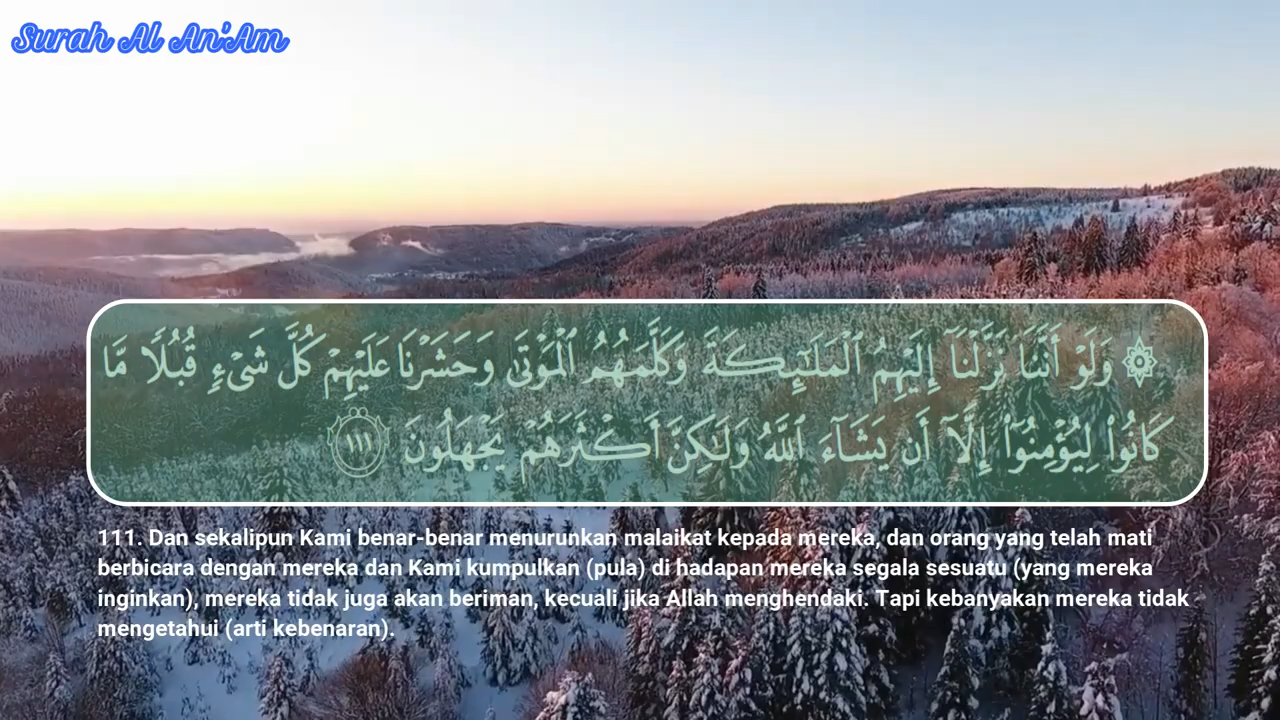 Surah Al An'Am
۞ وَلَوْ أَنَّنَا نَزَّلْنَآ إِلَيْهِمُ ٱلْمَلَـٰٓئِكَةَ وَكَلَّمَهُمُ ٱلْمَوْتَىٰ وَحَشَرْنَا عَلَيْهِمْ كُلَّ شَىْءٍ قُبُلًا مَّا
كَانُوا۟ لِيُؤْمِنُوٓا۟ إِلَّآ أَن يَشَآءَ ٱللَّهُ وَلَـٰكِنَّ أَكْثَرَهُمْ يَجْهَلُونَ ١١١
111. Dan sekalipun Kami benar-benar menurunkan malaikat kepada mereka, dan orang yang telah mati
berbicara dengan mereka dan Kami kumpulkan (pula) di hadapan mereka segala sesuatu (yang mereka
inginkan), mereka tidak juga akan beriman, kecuali jika Allah menghendaki. Tapi kebanyakan mereka tidak
mengetahui (arti kebenaran).